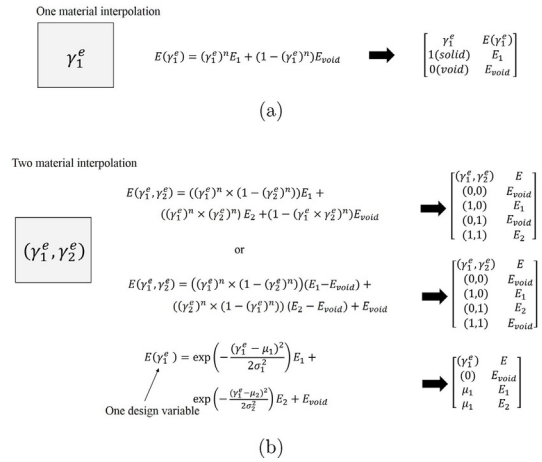 One material interpolation
γ₁ᵉ
E(γ₁ᵉ) = (γ₁ᵉ)ⁿE₁ + (1 − (γ₁ᵉ)ⁿ)E_void
γ₁ᵉ E(γ₁ᵉ)
1(solid) E₁
0(void) E_void
(a)
Two material interpolation
(γ₁ᵉ, γ₂ᵉ)
E(γ₁ᵉ, γ₂ᵉ) = ((γ₁ᵉ)ⁿ × (1 − (γ₂ᵉ)ⁿ))E₁ +
((γ₁ᵉ)ⁿ × (γ₂ᵉ)ⁿ) E₂ +(1 − (γ₁ᵉ × γ₂ᵉ)ⁿ)E_void
(γ₁ᵉ, γ₂ᵉ) E
(0,0) E_void
(1,0) E₁
(0,1) E_void
(1,1) E₂
or
E(γ₁ᵉ, γ₂ᵉ) = ((γ₁ᵉ)ⁿ × (1 − (γ₂ᵉ)ⁿ))(E₁−E_void) +
((γ₂ᵉ)ⁿ × (1 − (γ₁ᵉ)ⁿ)) (E₂ − E_void) + E_void
(γ₁ᵉ, γ₂ᵉ) E
(0,0) E_void
(1,0) E₁
(0,1) E₂
(1,1) E_void
E(γ₁ᵉ ) = exp(−(γ₁ᵉ − μ₁)²/2σ₁²)E₁ +
exp(−(γ₁ᵉ−μ₂)²/2σ₂²)E₂ + E_void
One design variable
(γ₁ᵉ) E
(0) E_void
μ₁ E₁
μ₁ E₂
(b)